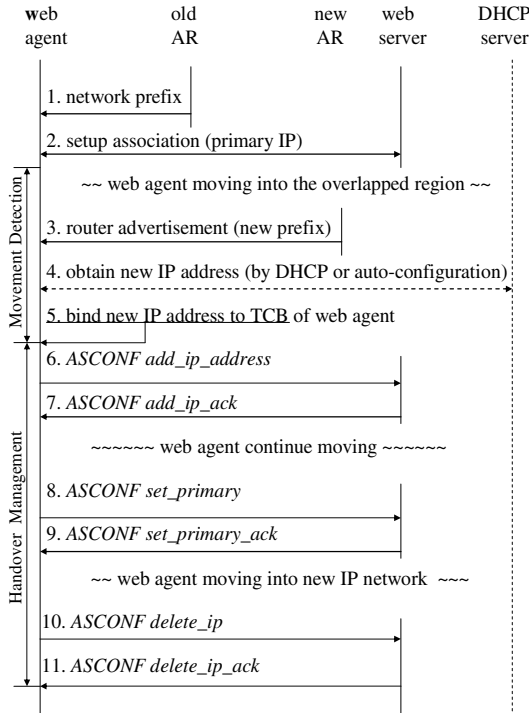 web old new web DHCP
agent AR AR server server
1. network prefix
2. setup association (primary IP)
~~ web agent moving into the overlapped region ~~
3. router advertisement (new prefix)
4. obtain new IP address (by DHCP or auto-configuration)
5. bind new IP address to TCB of web agent
Movement Detection
6. ASCONF add_ip_address
7. ASCONF add_ip_ack
~~~~~~ web agent continue moving ~~~~~~
8. ASCONF set_primary
9. ASCONF set_primary_ack
~~ web agent moving into new IP network ~~~
10. ASCONF delete_ip
11. ASCONF delete_ip_ack
Handover Management